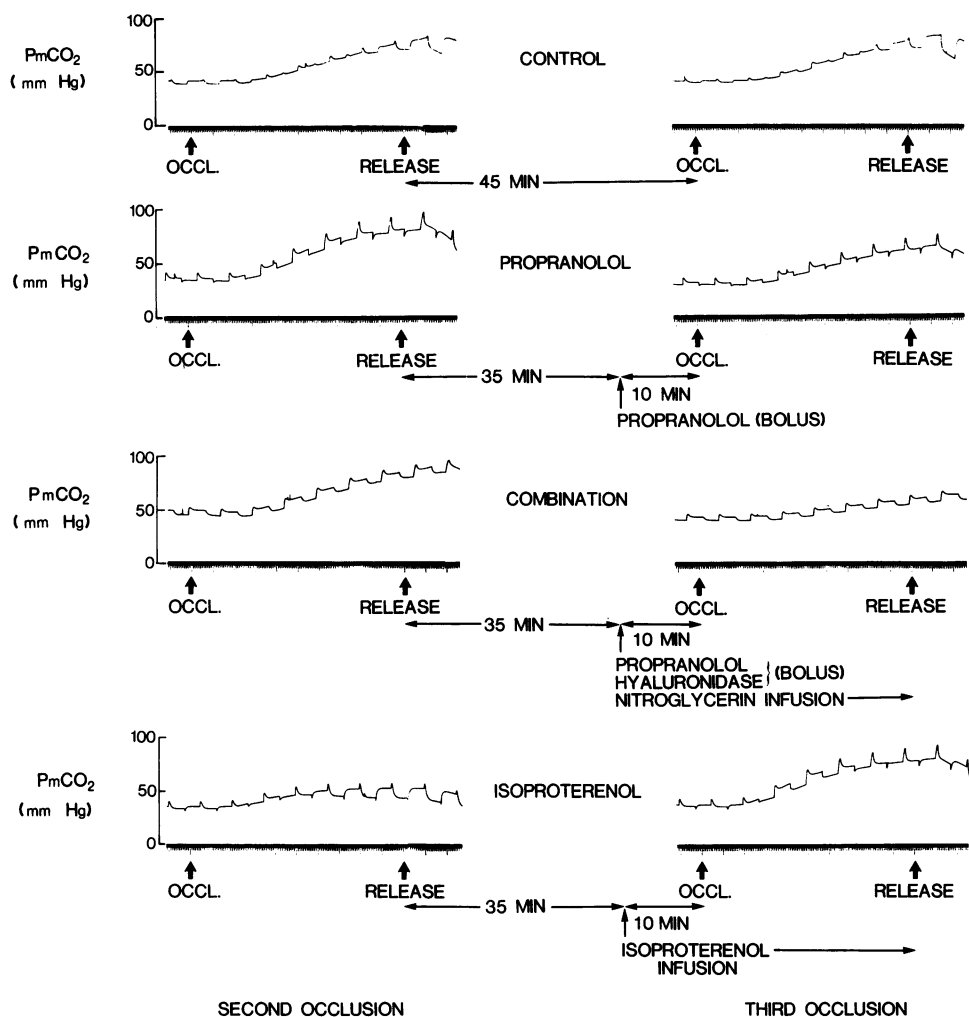 100
PmCO2
(mm Hg)
50
0
CONTROL
OCCL.
RELEASE
OCCL.
RELEASE
45 MIN
100
PmCO2
(mm Hg)
50
0
PROPRANOLOL
OCCL.
RELEASE
OCCL.
RELEASE
35 MIN
10 MIN
PROPRANOLOL (BOLUS)
100
PmCO2
(mm Hg)
50
0
COMBINATION
OCCL.
RELEASE
OCCL.
RELEASE
35 MIN
10 MIN
PROPRANOLOL
HYALURONIDASE } (BOLUS)
NITROGLYCERIN INFUSION
100
PmCO2
(mm Hg)
50
0
ISOPROTERENOL
OCCL.
RELEASE
OCCL.
RELEASE
35 MIN
10 MIN
ISOPROTERENOL
INFUSION
SECOND OCCLUSION
THIRD OCCLUSION